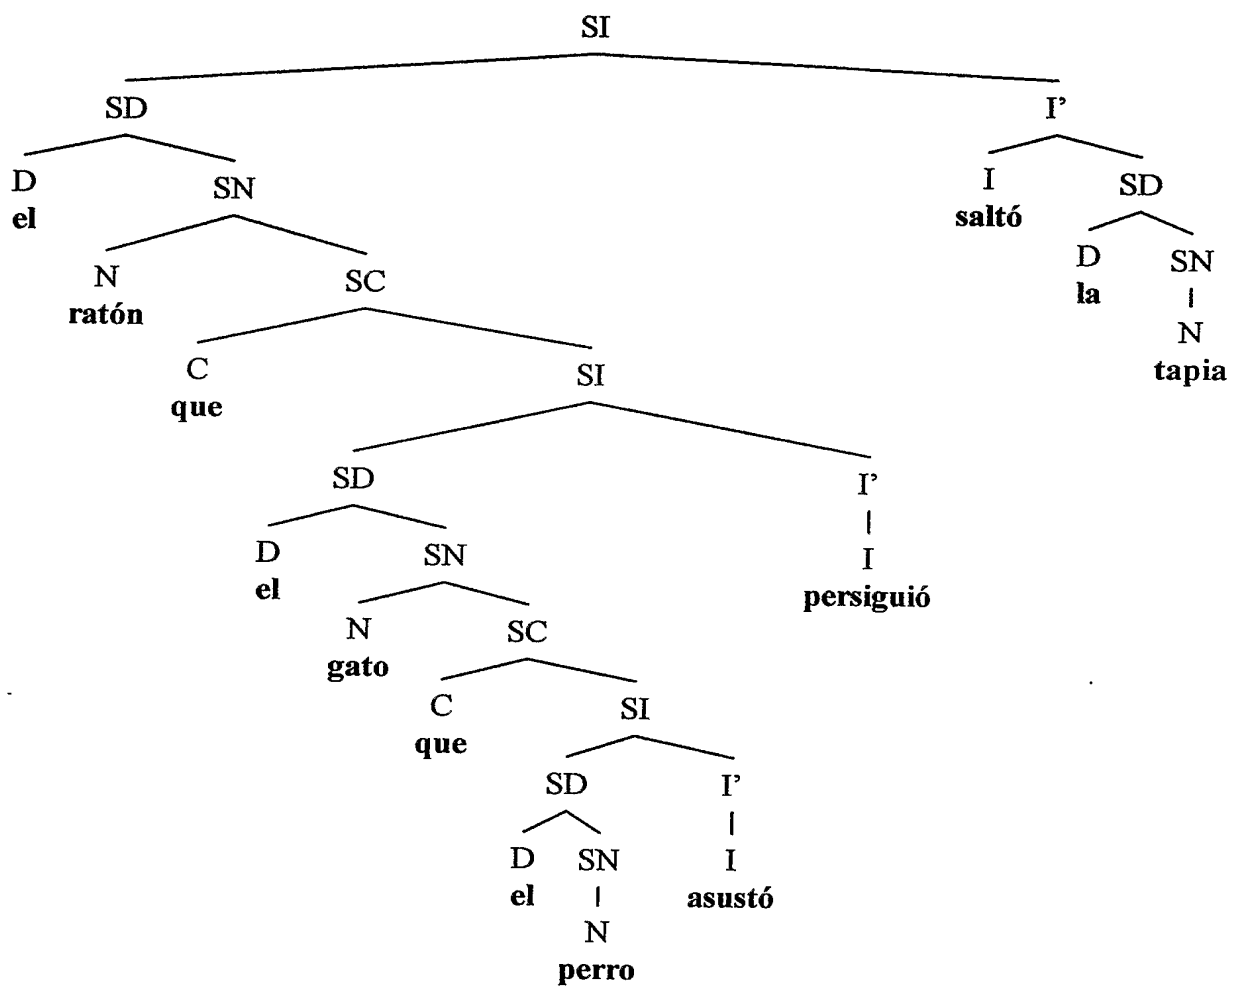 SI
SD I’
D SN I SD
el saltó
N SC D SN
ratón la
C SI N
que tapia
SD I’
D SN I
el persiguió
N SC
gato
C SI
que
SD I’
D SN I
el asustó
N
perro